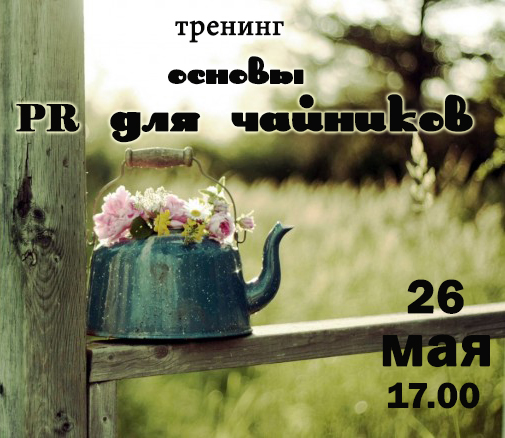 тренинг
основы
PR для чайников
26
мая
17.00